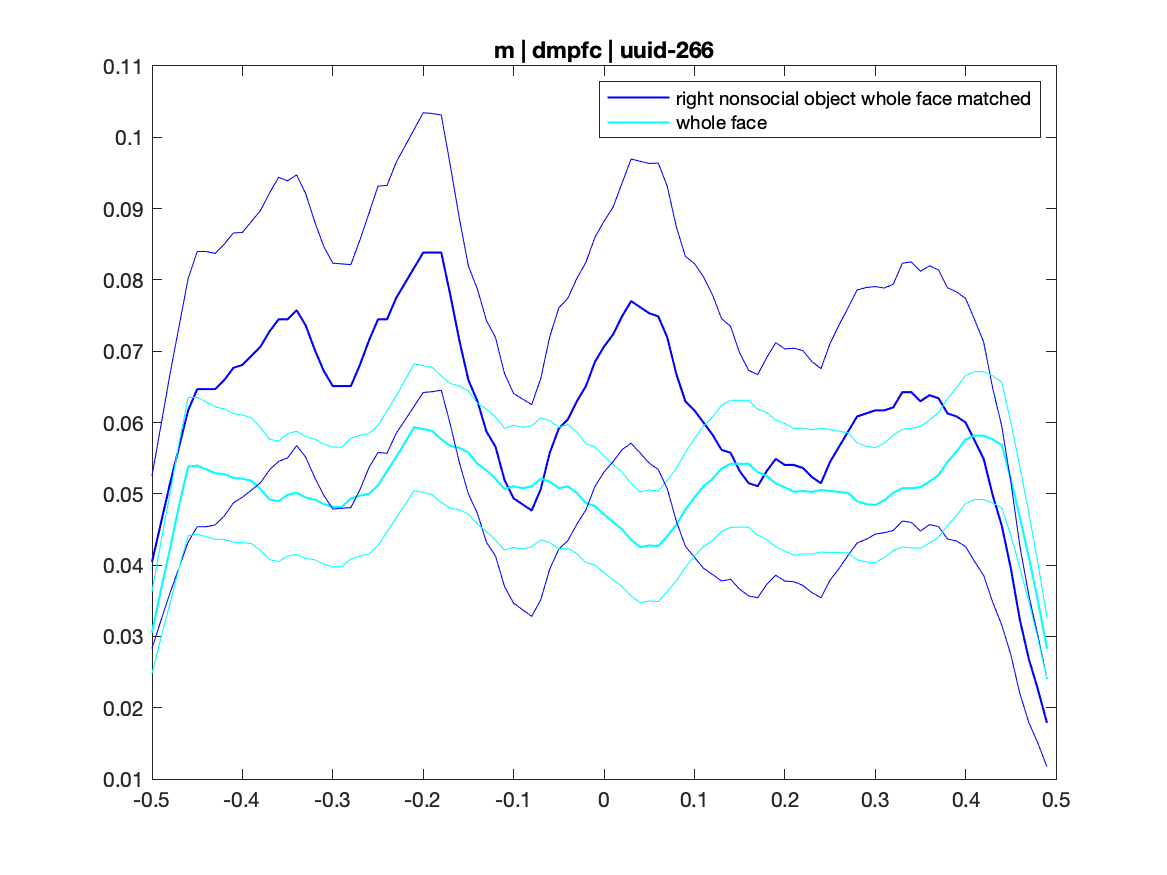 m | dmpfc | uuid-266
0.11
0.1
0.09
0.08
0.07
0.06
0.05
0.04
0.03
0.02
0.01
right nonsocial object whole face matched
whole face
-0.5 -0.4 -0.3 -0.2 -0.1 0 0.1 0.2 0.3 0.4 0.5